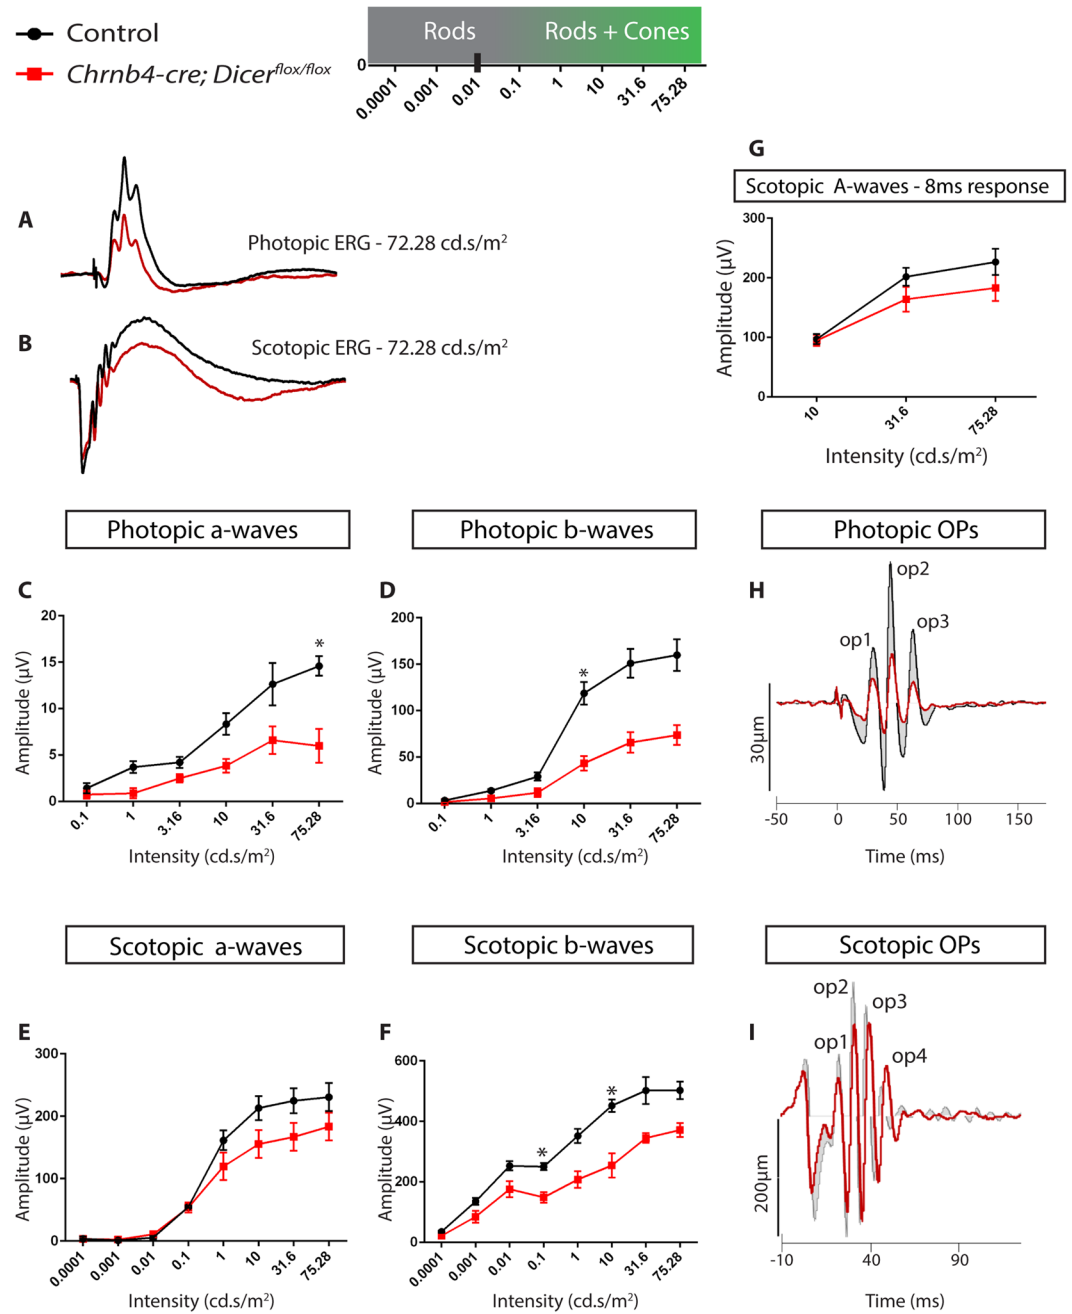 Control
Chrnb4-cre; Dicer^flox/flox
Rods
Rods + Cones
0
0.0001
0.001
0.01
0.1
1
10
31.6
75.28
A
Photopic ERG - 72.28 cd.s/m²
B
Scotopic ERG - 72.28 cd.s/m²
G
Scotopic A-waves - 8ms response
Amplitude (µV)
300
200
100
0
10
31.6
75.28
Intensity (cd.s/m²)
Photopic a-waves
C
Amplitude (µV)
20
15
10
5
0
*
0.1
1
3.16
10
31.6
75.28
Intensity (cd.s/m²)
Photopic b-waves
D
Amplitude (µV)
200
150
100
50
0
*
0.1
1
3.16
10
31.6
75.28
Intensity (cd.s/m²)
Photopic OPs
H
op1
op2
op3
30µm
-50
0
50
100
150
Time (ms)
Scotopic a-waves
E
Amplitude (µV)
300
200
100
0
0.0001
0.001
0.01
0.1
1
10
31.6
75.28
Intensity (cd.s/m²)
Scotopic b-waves
F
Amplitude (µV)
600
400
200
0
*
*
0.0001
0.001
0.01
0.1
1
10
31.6
75.28
Intensity (cd.s/m²)
Scotopic OPs
I
op1
op2
op3
op4
200µm
-10
40
90
Time (ms)